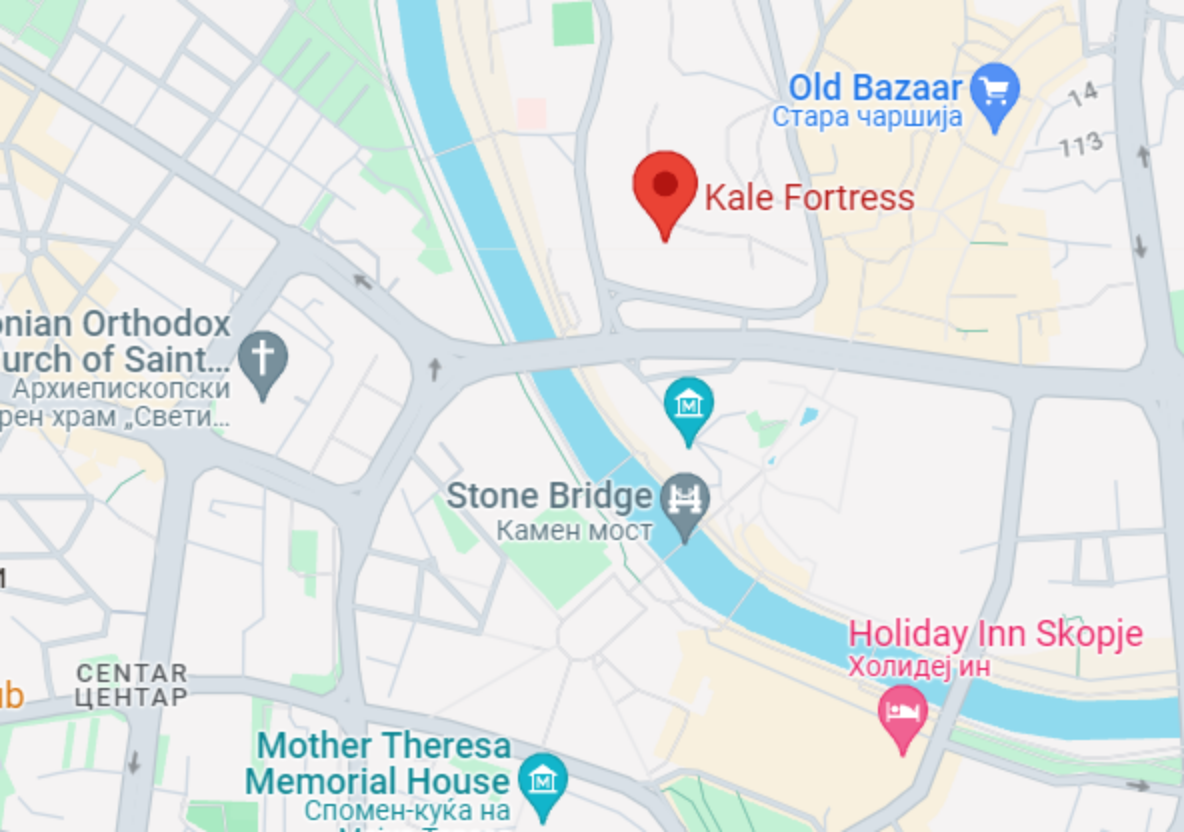 Old Bazaar
Стара чаршија
14
113
Kale Fortress
onian Orthodox
urch of Saint...
Архиепископски
рен храм „Свети...
Stone Bridge
Камен мост
Holiday Inn Skopje
Холидеј ин
CENTAR
ЦЕНТАР
ub
Mother Theresa
Memorial House
Спомен-куќа на